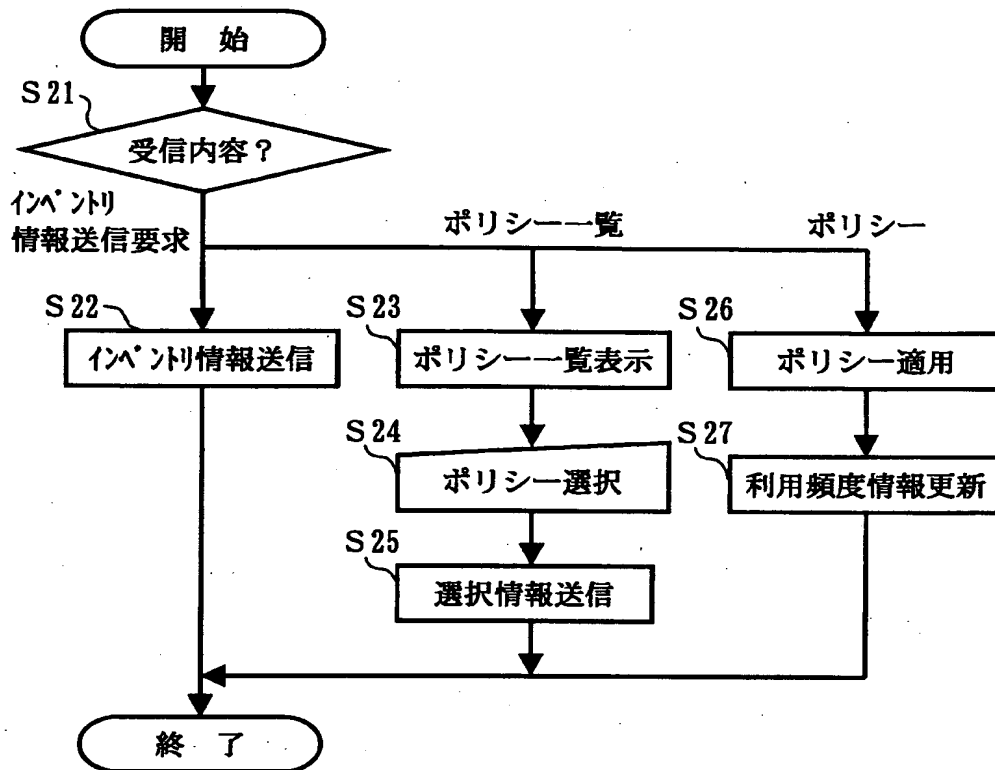 開 始
S21
受信内容?
インベントリ
情報送信要求
ポリシー一覧
ポリシー
S22
インベントリ情報送信
S23
ポリシー一覧表示
S26
ポリシー適用
S24
ポリシー選択
S27
利用頻度情報更新
S25
選択情報送信
終 了